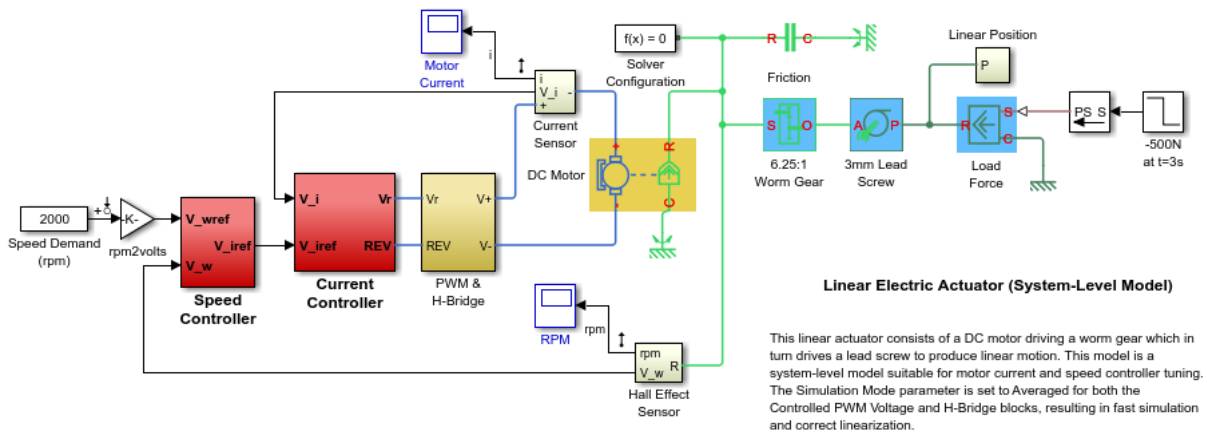 Motor
Current
i
i
V_i
-
+
Current
Sensor
f(x) = 0
Solver
Configuration
R
C
Friction
Linear Position
P
S
O
6.25:1
Worm Gear
A
P
3mm Lead
Screw
R
S
C
Load
Force
PS S
-500N
at t=3s
DC Motor
+
-
R
C
2000
Speed Demand
(rpm)
+
-K-
rpm2volts
V_wref
V_iref
V_w
Speed
Controller
V_i
Vr
V_iref
REV
Current
Controller
Vr
V+
REV
V-
PWM &
H-Bridge
RPM
rpm
rpm
V_w
R
Hall Effect
Sensor
Linear Electric Actuator (System-Level Model)
This linear actuator consists of a DC motor driving a worm gear which in
turn drives a lead screw to produce linear motion. This model is a
system-level model suitable for motor current and speed controller tuning.
The Simulation Mode parameter is set to Averaged for both the
Controlled PWM Voltage and H-Bridge blocks, resulting in fast simulation
and correct linearization.